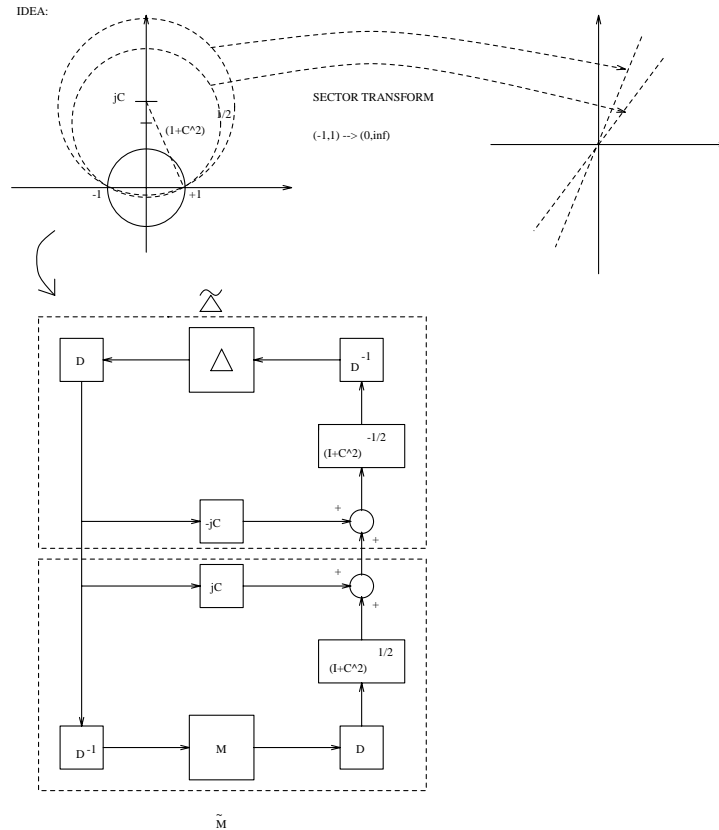 IDEA:
jC
1/2
(1+C^2)
-1
+1
SECTOR TRANSFORM
(-1,1) --> (0,inf)
~
△
D
△
D -1
-1/2
(I+C^2)
+
-jC
+
+
jC
+
1/2
(I+C^2)
D -1
M
D
~
M